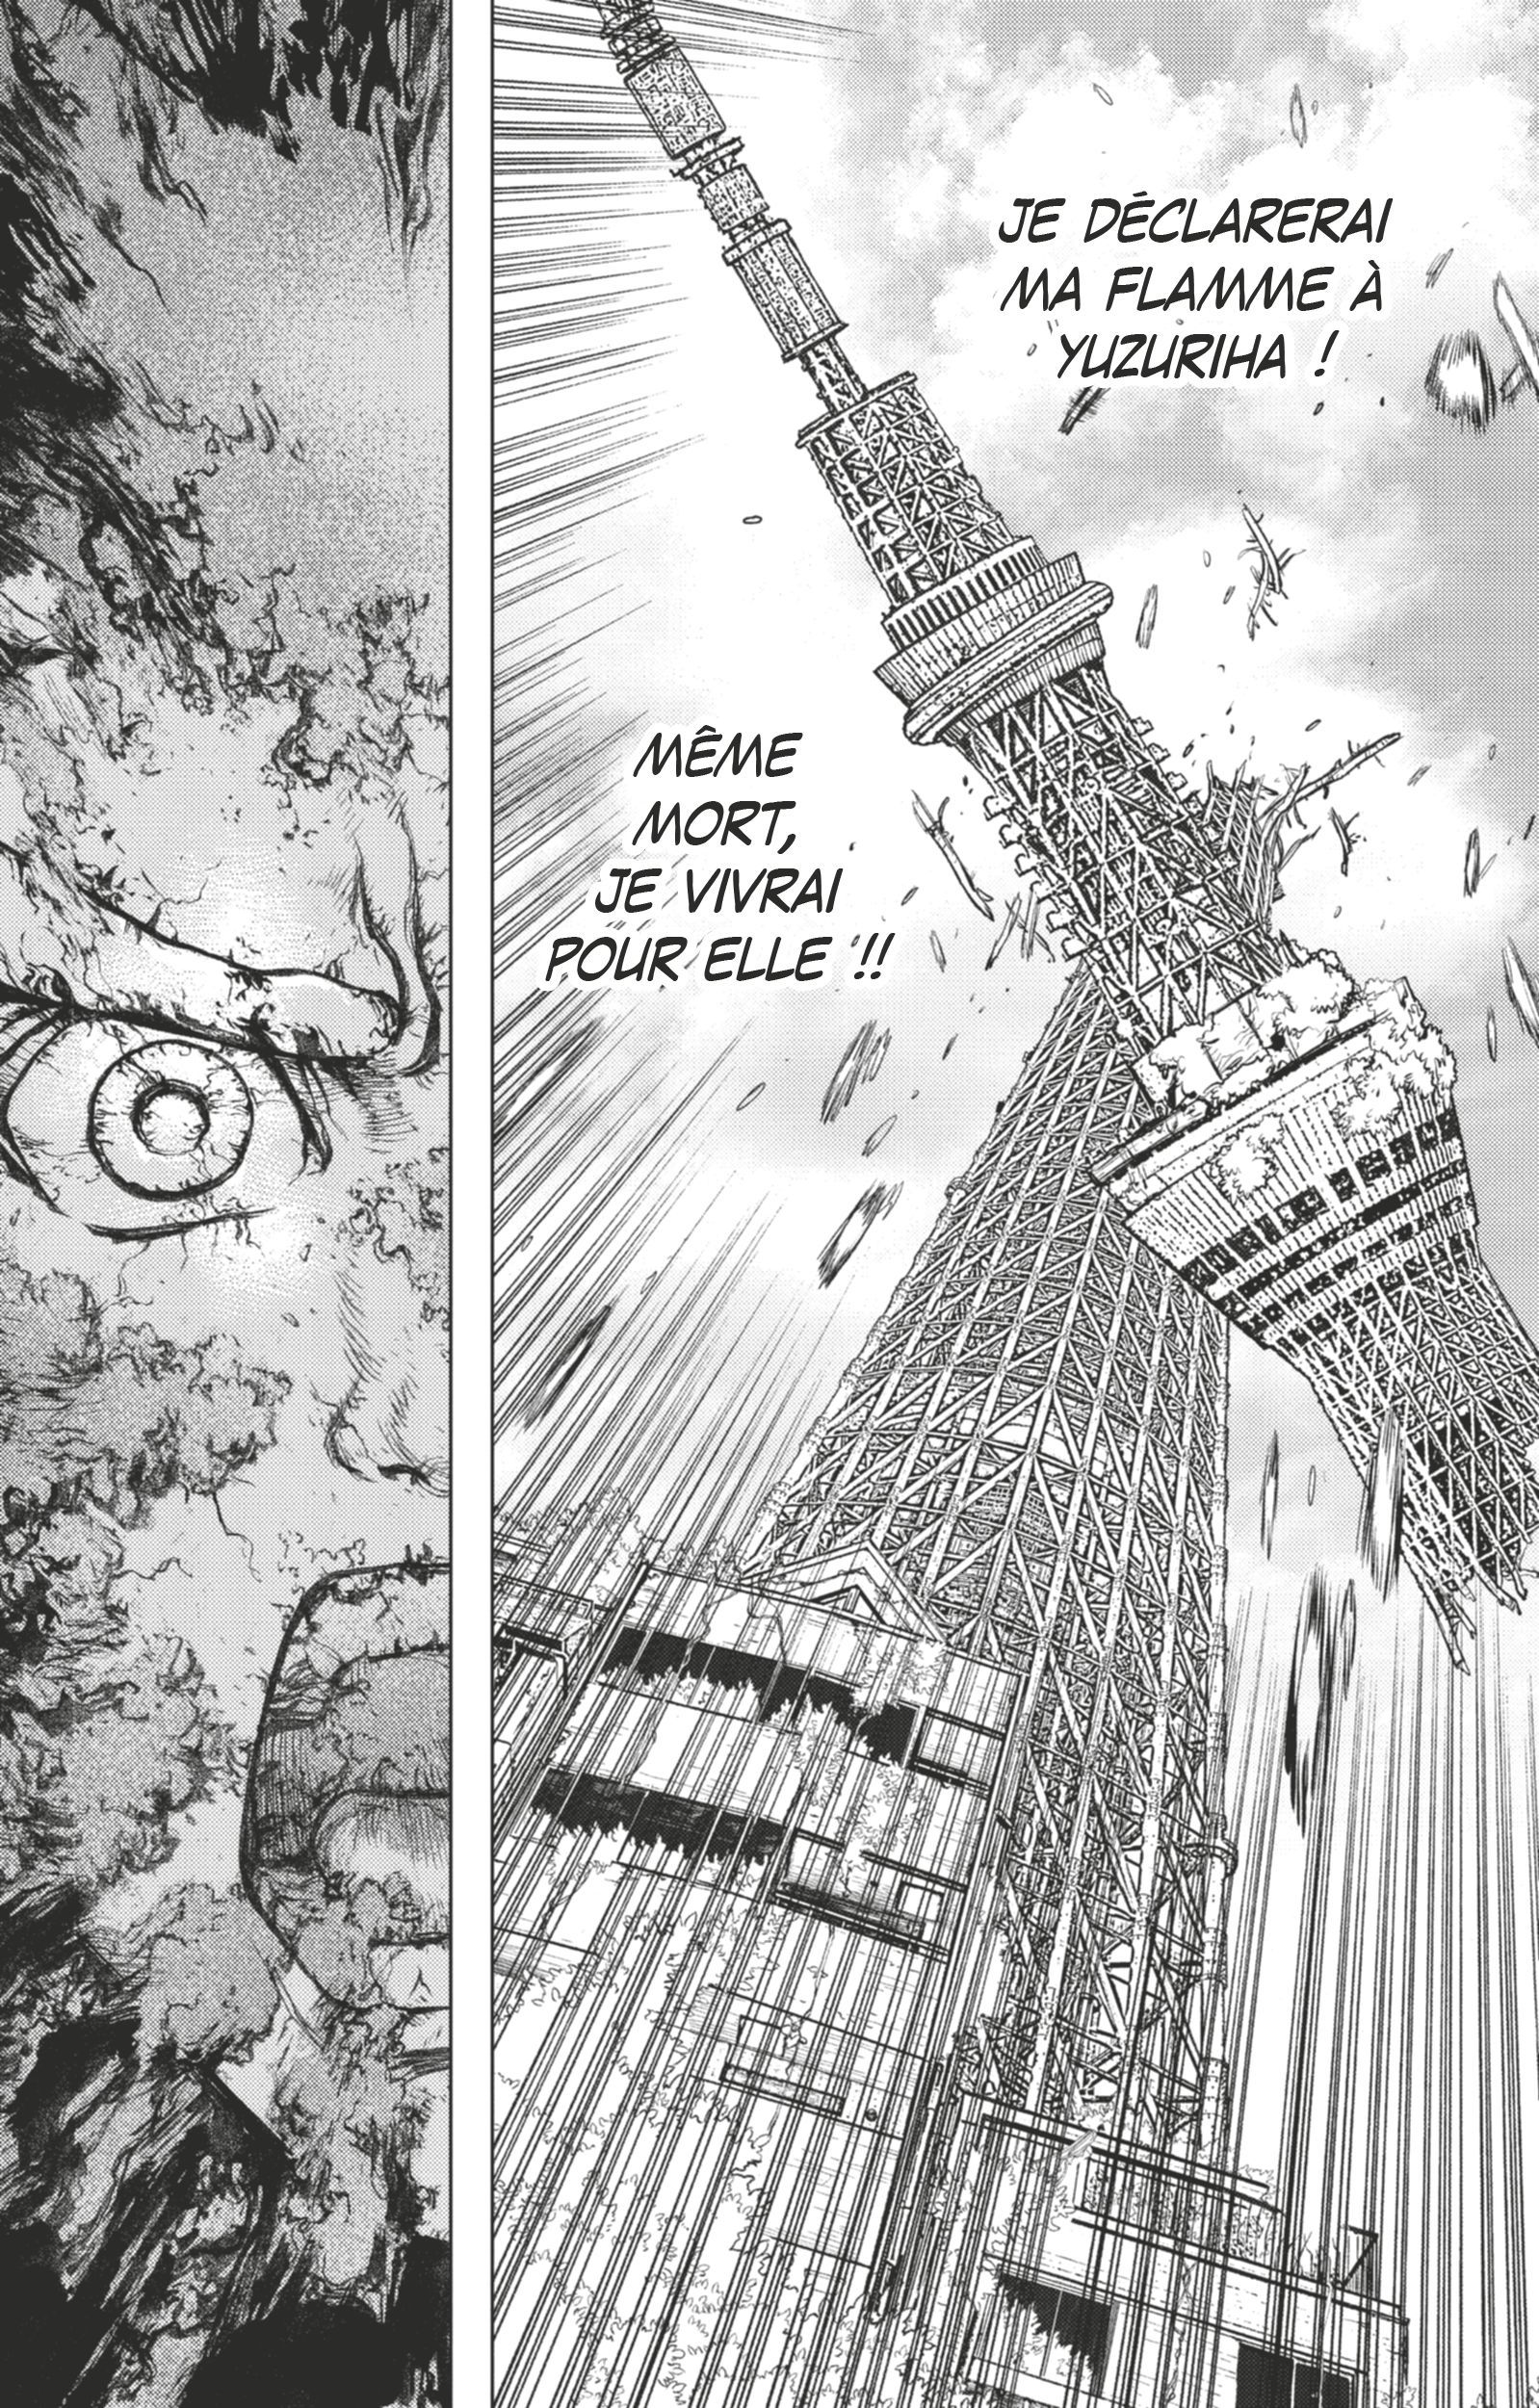 JE DÉCLARERAI
MA FLAMME À
YUZURIHA !
MÊME
MORT,
JE VIVRAI
POUR ELLE !!